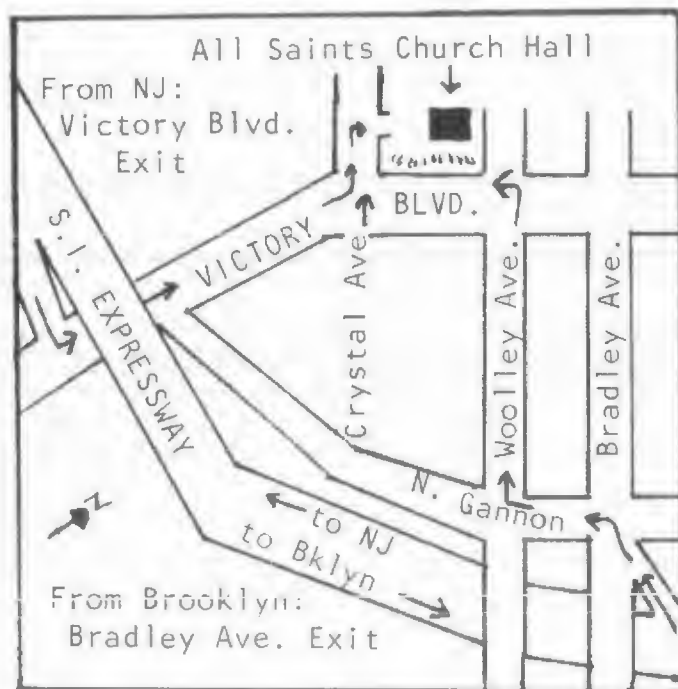 All Saints Church Hall
From NJ:
Victory Blvd.
Exit
S.I. EXPRESSWAY
VICTORY
BLVD.
Crystal Ave
Woolley Ave.
Bradley Ave.
N. Gannon
to NJ
to Bklyn
N
From Brooklyn:
Bradley Ave. Exit